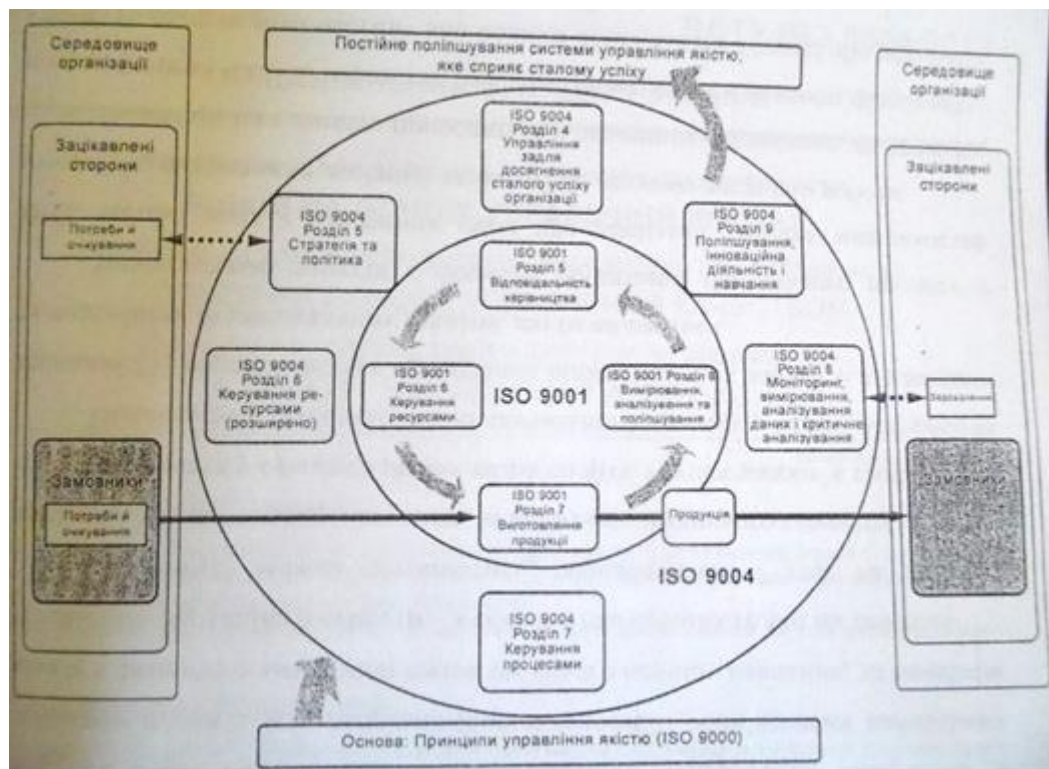 Середовище
організації
Зацікавлені
сторони
Потреби й
очікування
Замовники
Потреби й
очікування
Постійне поліпшування системи управління якістю,
яке сприяє сталому успіху
ISO 9004
Розділ 4
Управління
задля
досягнення
сталого успіху
організації
ISO 9004
Розділ 5
Стратегія та
політика
ISO 9004
Розділ 9
Поліпшування,
інноваційна
діяльність і
навчання
ISO 9001
Розділ 5
Відповідальність
керівництва
ISO 9004
Розділ 6
Керування ре-
сурсами
(розширено)
ISO 9001
Розділ 6
Керування
ресурсами
ISO 9001
ISO 9001 Розділ 8
Вимірювання,
аналізування та
поліпшування
ISO 9004
Розділ 8
Моніторинг,
вимірювання,
аналізування
даних і критичне
аналізування
ISO 9001
Розділ 7
Виготовлення
продукції
Продукція
ISO 9004
ISO 9004
Розділ 7
Керування
процесами
Основа: Принципи управління якістю (ISO 9000)
Середовище
організації
Зацікавлені
сторони
Задоволення
Замовники